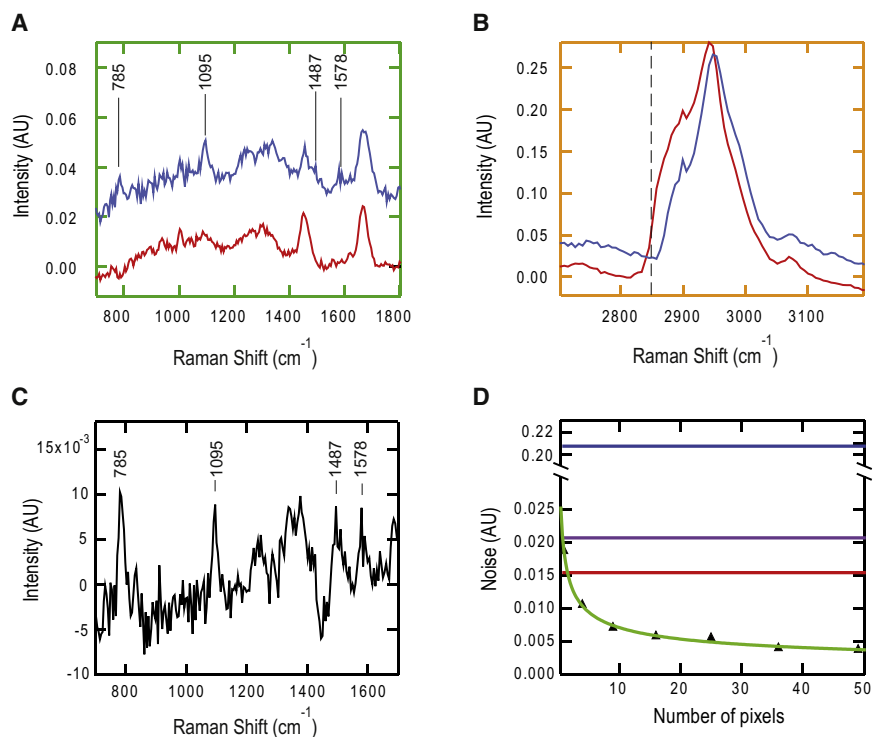 A
0.08
0.06
0.04
0.02
0.00
Intensity (AU)
785
1095
1487
1578
800 1000 1200 1400 1600 1800
Raman Shift (cm⁻¹)
B
0.25
0.20
0.15
0.10
0.05
0.00
Intensity (AU)
2800 2900 3000 3100
Raman Shift (cm⁻¹)
C
15x10⁻³
10
5
0
-5
-10
Intensity (AU)
785
1095
1487
1578
800 1000 1200 1400 1600
Raman Shift (cm⁻¹)
D
0.22
0.20
0.025
0.020
0.015
0.010
0.005
0.000
Noise (AU)
10 20 30 40 50
Number of pixels